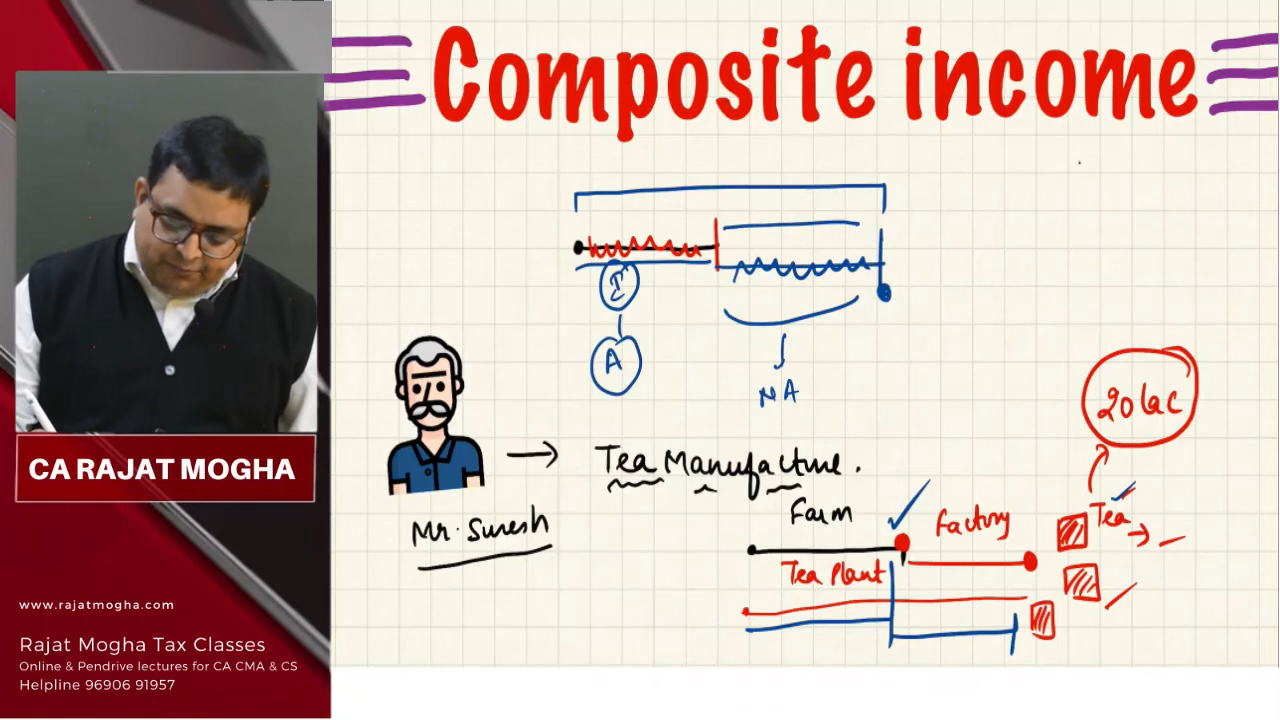 Composite income
I
A
NA
20 lac
Tea Manufacture.
Farm
Factory
Tea
Tea Plant
Mr. Suresh
CA RAJAT MOGHA
www.rajatmogha.com
Rajat Mogha Tax Classes
Online & Pendrive lectures for CA CMA & CS
Helpline 96906 91957